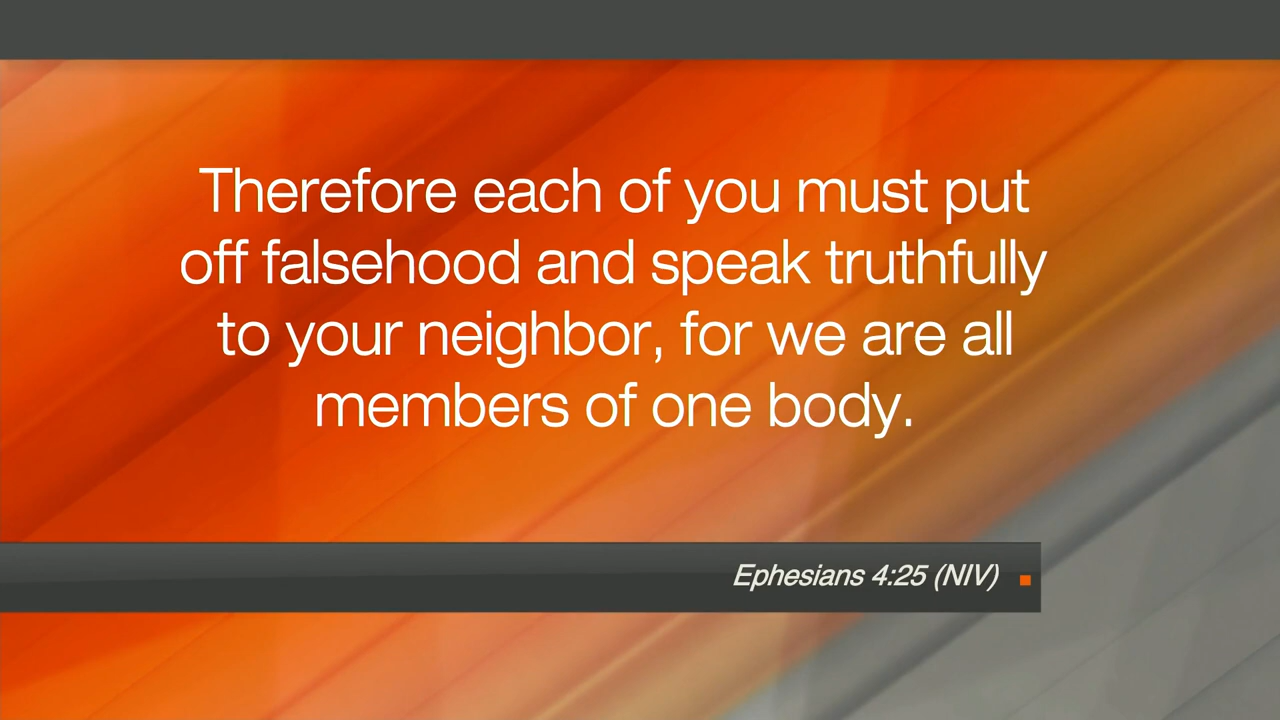 Therefore each of you must put
off falsehood and speak truthfully
to your neighbor, for we are all
members of one body.
Ephesians 4:25 (NIV)